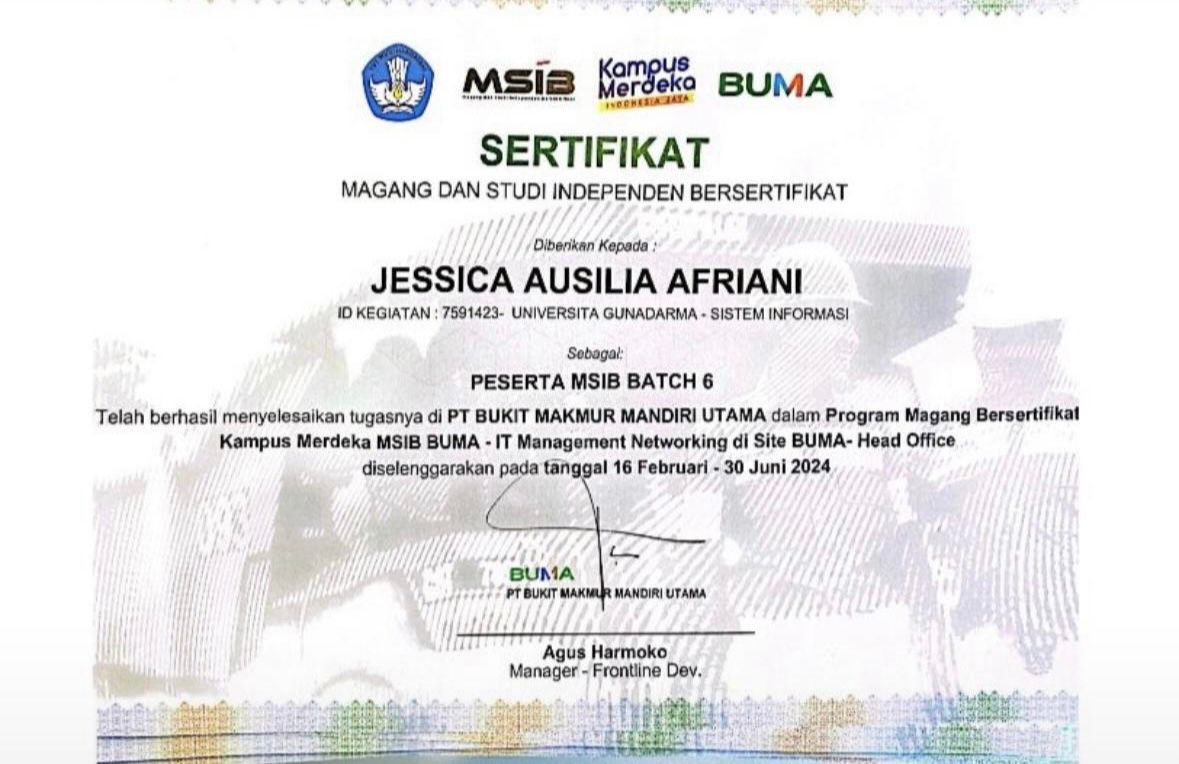 MSIB
Kampus
Merdeka
INDONESIA JAYA
BUMA
SERTIFIKAT
MAGANG DAN STUDI INDEPENDEN BERSERTIFIKAT
Diberikan Kepada :
JESSICA AUSILIA AFRIANI
ID KEGIATAN : 7591423- UNIVERSITA GUNADARMA - SISTEM INFORMASI
Sebagai:
PESERTA MSIB BATCH 6
Telah berhasil menyelesaikan tugasnya di PT BUKIT MAKMUR MANDIRI UTAMA dalam Program Magang Bersertifikat
Kampus Merdeka MSIB BUMA - IT Management Networking di Site BUMA- Head Office
diselenggarakan pada tanggal 16 Februari - 30 Juni 2024
BUMA
PT BUKIT MAKMUR MANDIRI UTAMA
Agus Harmoko
Manager - Frontline Dev.